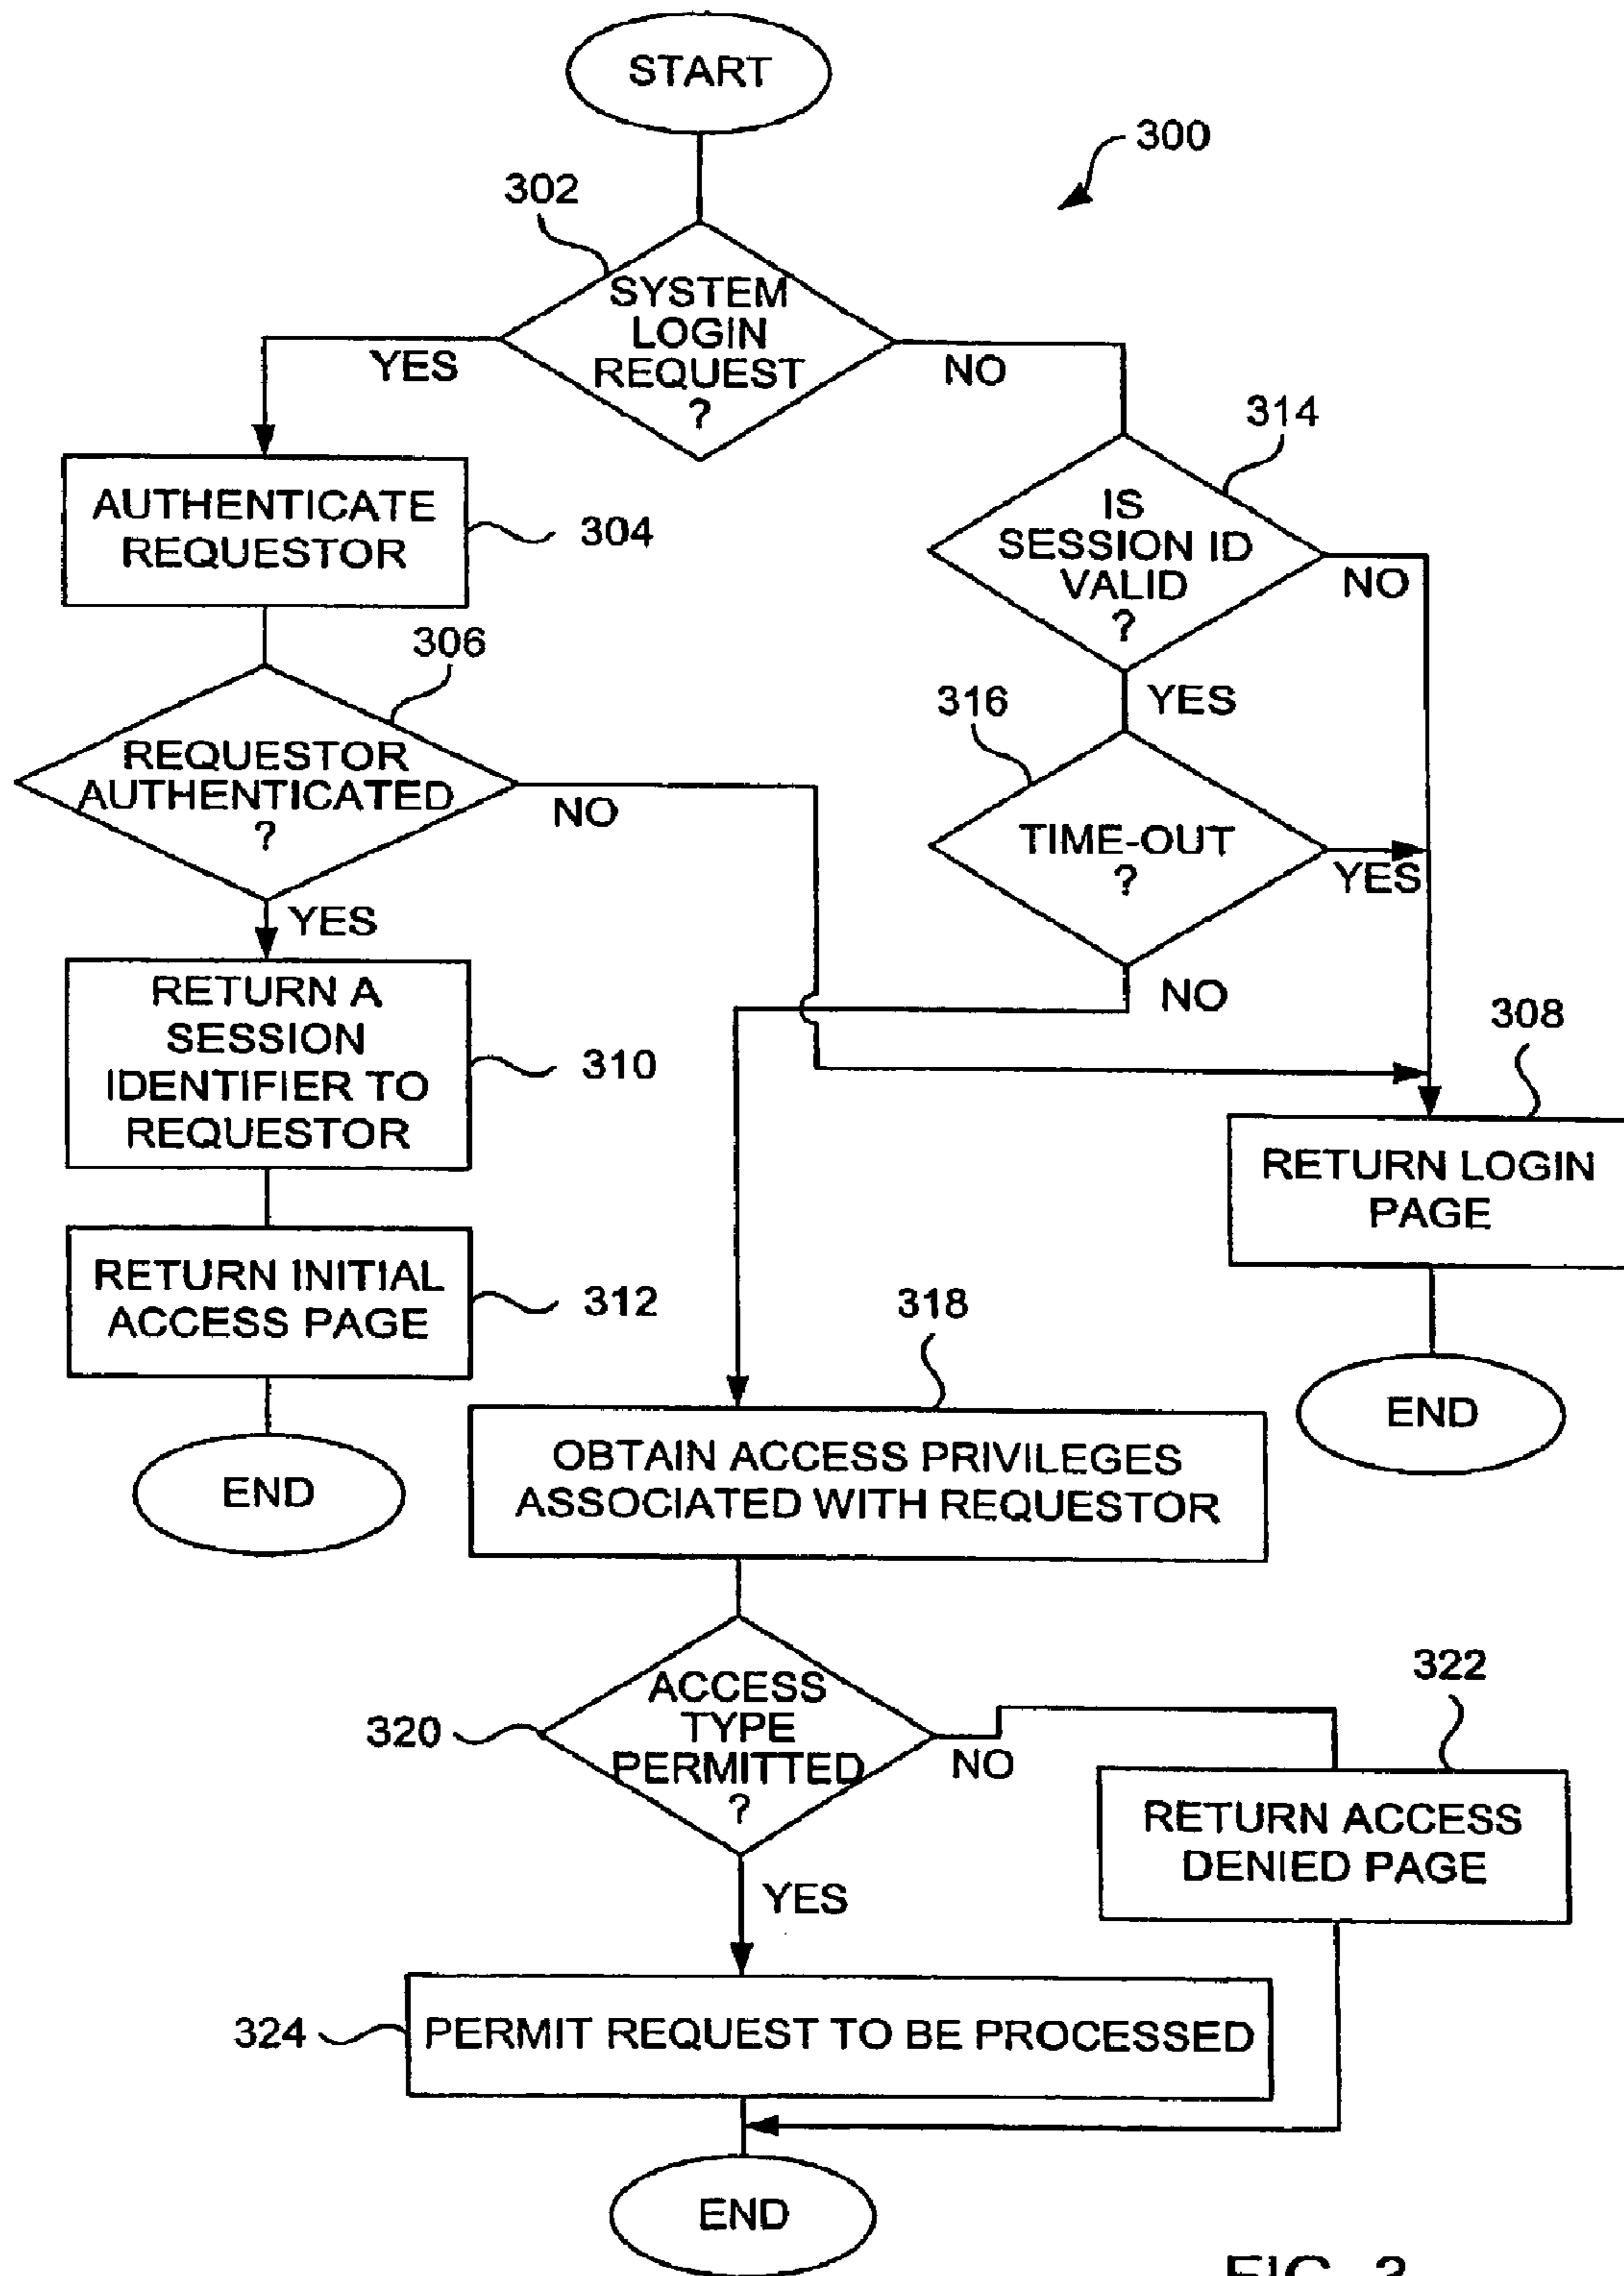 START
300
302
SYSTEM
LOGIN
REQUEST
?
YES
NO
314
AUTHENTICATE
REQUESTOR
304
IS
SESSION ID
VALID
?
NO
306
YES
316
REQUESTOR
AUTHENTICATED
?
NO
TIME-OUT
?
YES
YES
NO
RETURN A
SESSION
IDENTIFIER TO
REQUESTOR
310
308
RETURN LOGIN
PAGE
RETURN INITIAL
ACCESS PAGE
312
318
END
END
OBTAIN ACCESS PRIVILEGES
ASSOCIATED WITH REQUESTOR
320
ACCESS
TYPE
PERMITTED
?
NO
322
RETURN ACCESS
DENIED PAGE
YES
324
PERMIT REQUEST TO BE PROCESSED
END